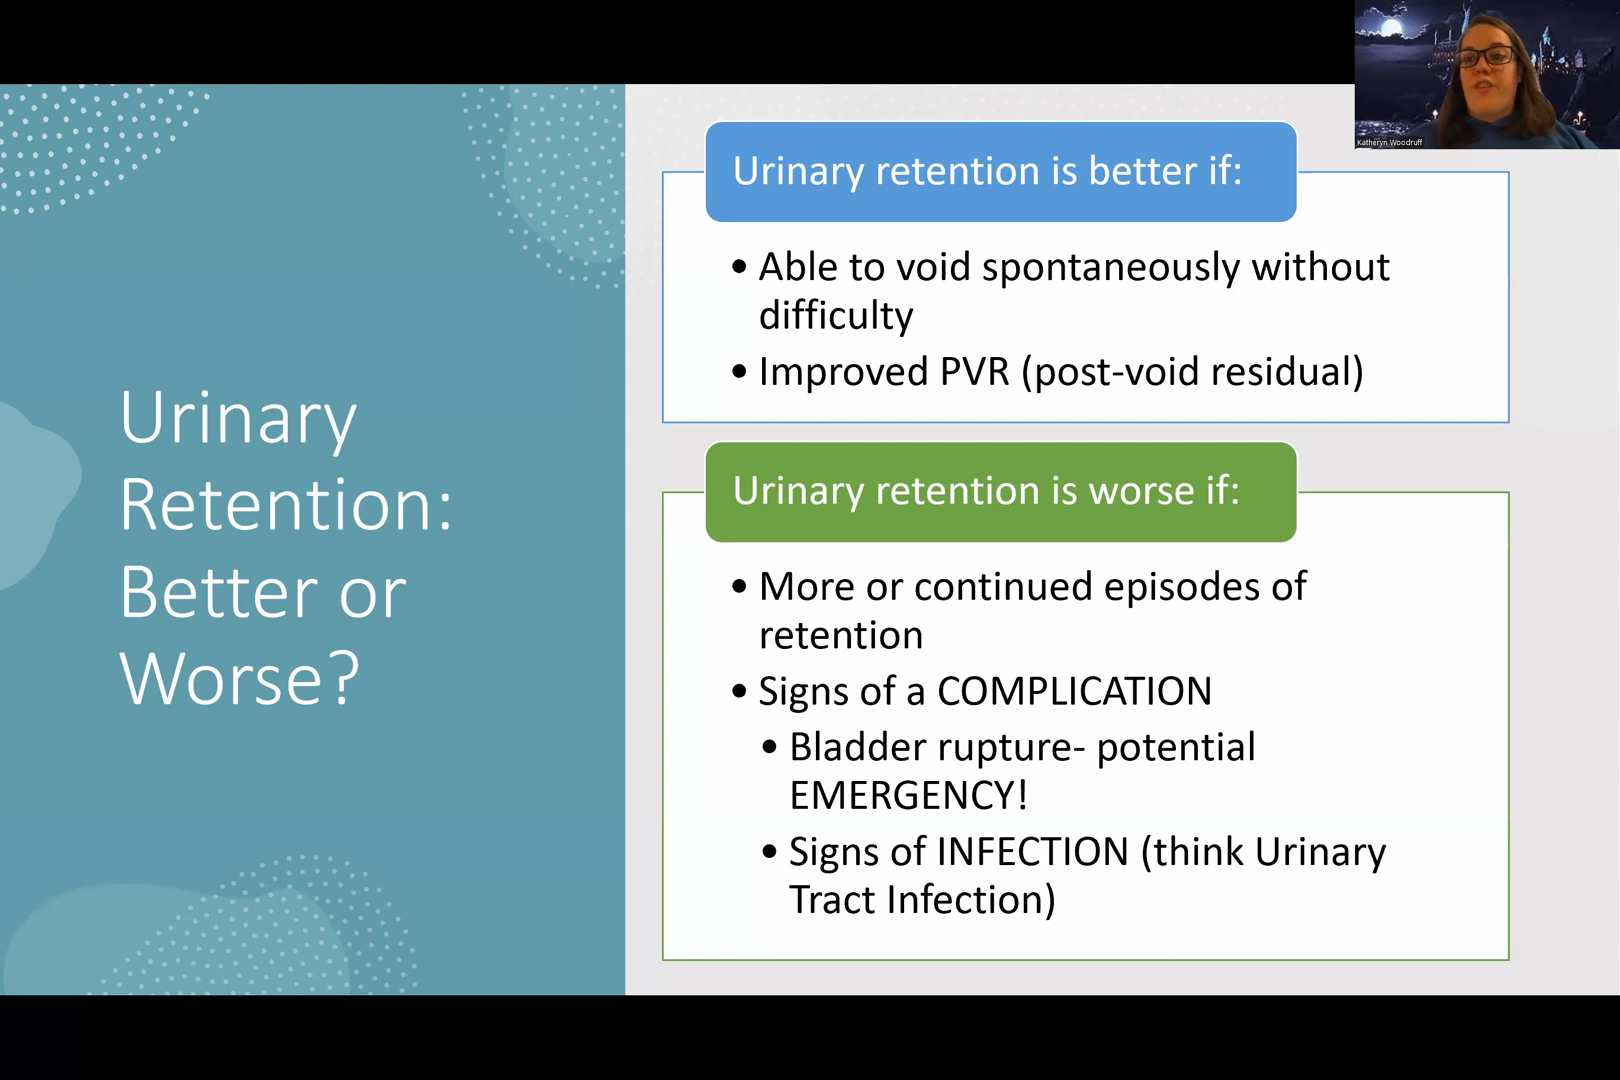 Katheryn Woodruff
Urinary
Retention:
Better or
Worse?
Urinary retention is better if:
• Able to void spontaneously without
difficulty
• Improved PVR (post-void residual)
Urinary retention is worse if:
• More or continued episodes of
retention
• Signs of a COMPLICATION
• Bladder rupture- potential
EMERGENCY!
• Signs of INFECTION (think Urinary
Tract Infection)